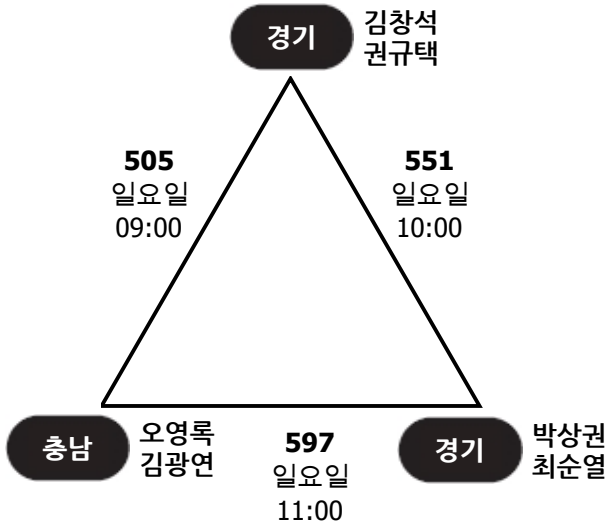 경기
김창석
권규택
505
일요일
09:00
551
일요일
10:00
충남
오영록
김광연
597
일요일
11:00
경기
박상권
최순열